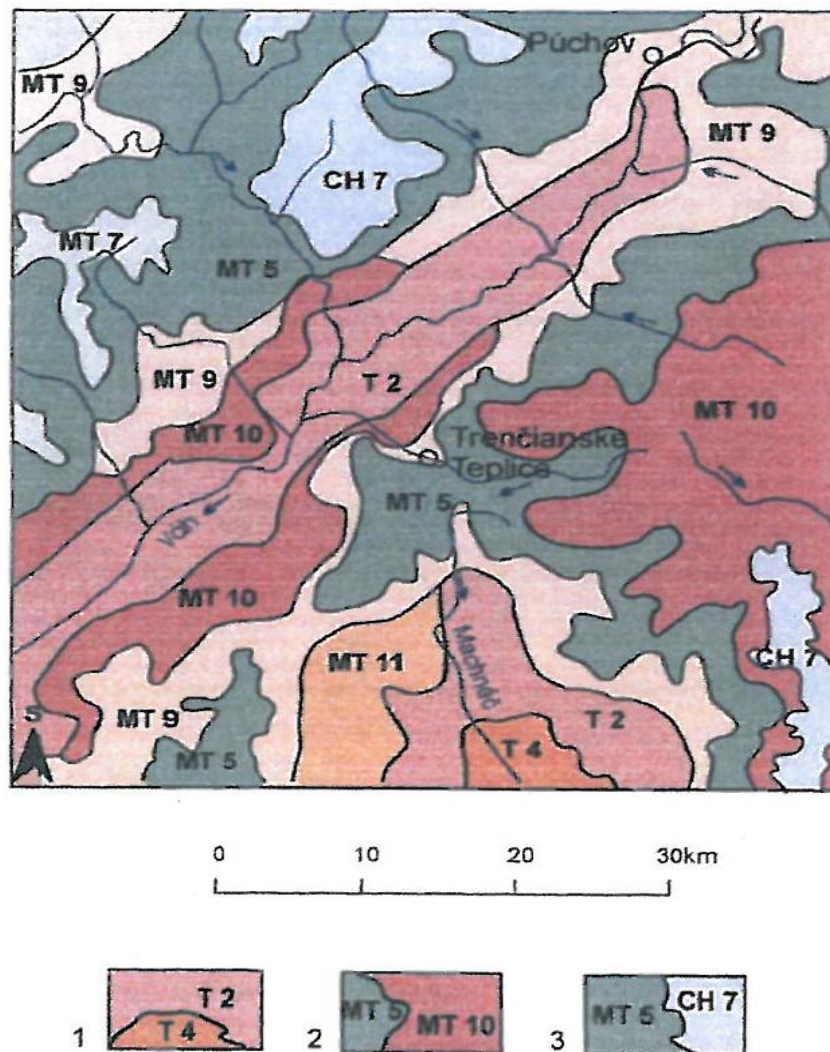 Púchov
MT 9
MT 9
CH 7
MT 7
MT 5
MT 9
T 2
MT 10
MT 10
Trenčianske
Teplice
MT 5
Váh
MT 10
MT 11
Machnáč
CH 7
MT 9
T 2
S
MT 5
T 4
0 10 20 30km
1 T 2 T 4 2 MT 5 MT 10 3 MT 5 CH 7